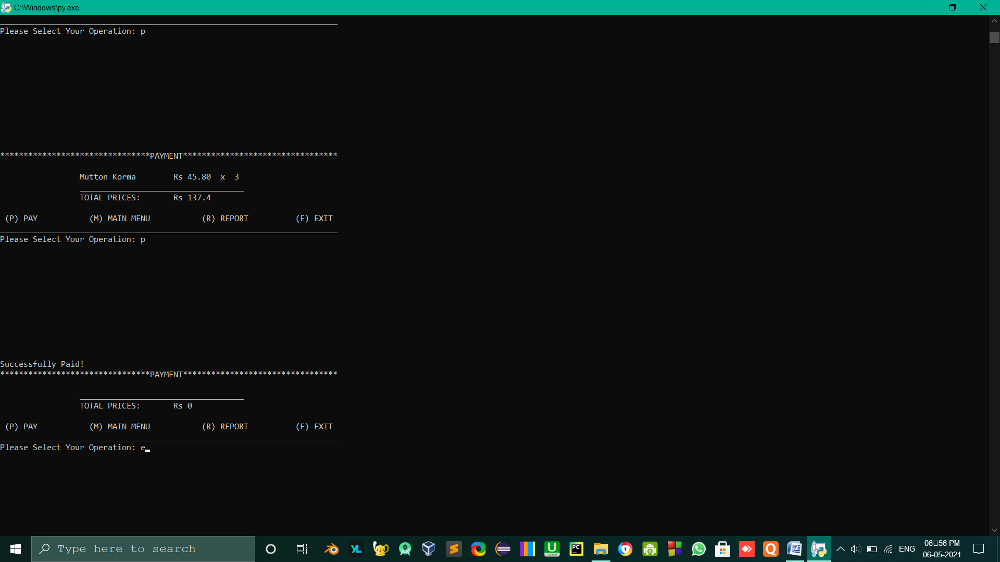 C:\Windows\py.exe
Please Select Your Operation: p
********************************PAYMENT*********************************
Mutton Korma Rs 45.80 x 3
TOTAL PRICES: Rs 137.4
(P) PAY (M) MAIN MENU (R) REPORT (E) EXIT
Please Select Your Operation: p
Successfully Paid!
********************************PAYMENT*********************************
TOTAL PRICES: Rs 0
(P) PAY (M) MAIN MENU (R) REPORT (E) EXIT
Please Select Your Operation: e
Type here to search
ENG
06▯56 PM
06-05-2021